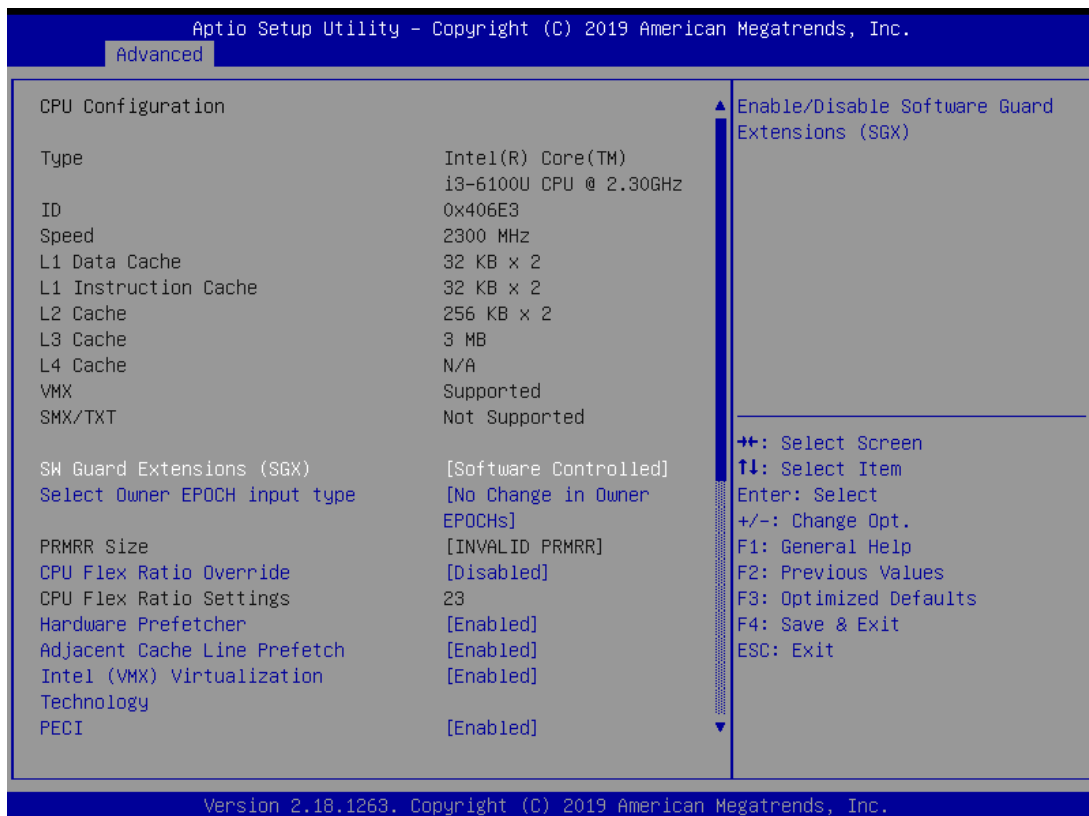 Aptio Setup Utility – Copyright (C) 2019 American Megatrends, Inc.
Advanced
CPU Configuration
Type Intel(R) Core(TM)
i3-6100U CPU @ 2.30GHz
ID 0x406E3
Speed 2300 MHz
L1 Data Cache 32 KB x 2
L1 Instruction Cache 32 KB x 2
L2 Cache 256 KB x 2
L3 Cache 3 MB
L4 Cache N/A
VMX Supported
SMX/TXT Not Supported
SW Guard Extensions (SGX) [Software Controlled]
Select Owner EPOCH input type [No Change in Owner
EPOCHs]
PRMRR Size [INVALID PRMRR]
CPU Flex Ratio Override [Disabled]
CPU Flex Ratio Settings 23
Hardware Prefetcher [Enabled]
Adjacent Cache Line Prefetch [Enabled]
Intel (VMX) Virtualization [Enabled]
Technology
PECI [Enabled]
Enable/Disable Software Guard
Extensions (SGX)
→←: Select Screen
↑↓: Select Item
Enter: Select
+/-: Change Opt.
F1: General Help
F2: Previous Values
F3: Optimized Defaults
F4: Save & Exit
ESC: Exit
Version 2.18.1263. Copyright (C) 2019 American Megatrends, Inc.